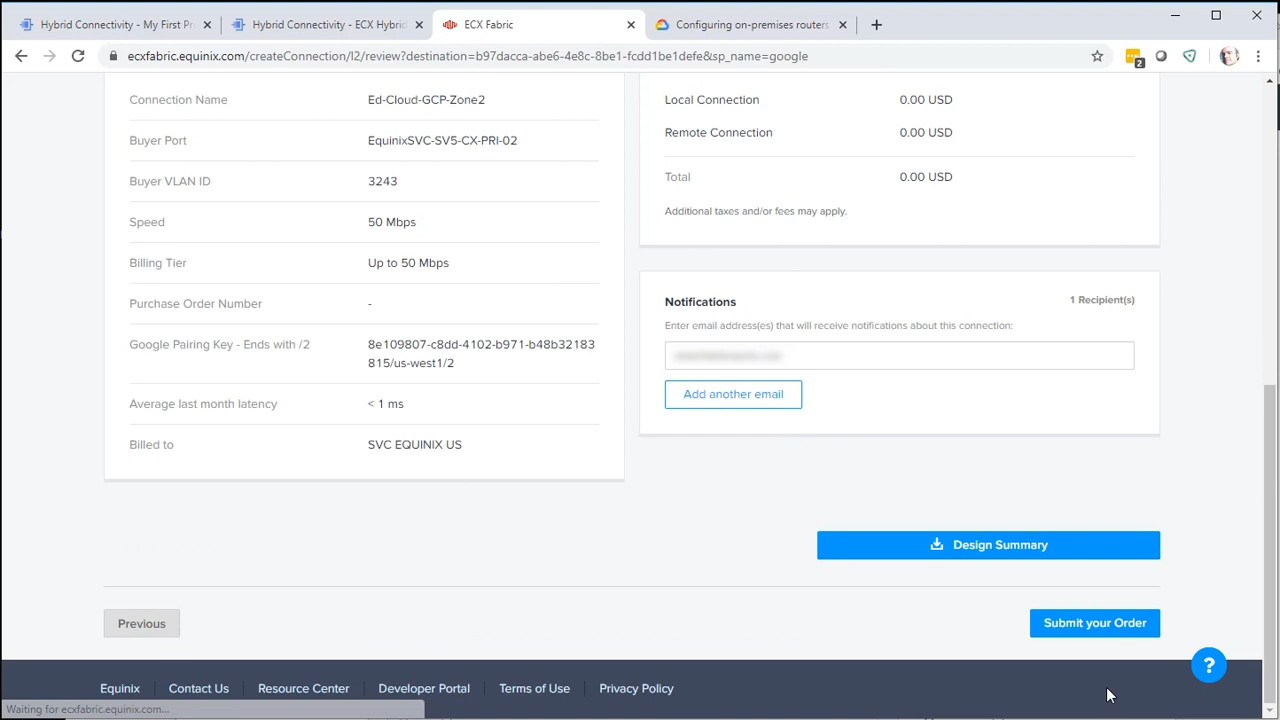 Hybrid Connectivity - My First Pr
Hybrid Connectivity - ECX Hybrid
ECX Fabric
Configuring on-premises routers
ecxfabric.equinix.com/createConnection/l2/review?destination=b97dacca-abe6-4e8c-8be1-fcdd1be1defe&sp_name=google
2
Connection Name Ed-Cloud-GCP-Zone2
Buyer Port EquinixSVC-SV5-CX-PRI-02
Buyer VLAN ID 3243
Speed 50 Mbps
Billing Tier Up to 50 Mbps
Purchase Order Number -
Google Pairing Key - Ends with /2 8e109807-c8dd-4102-b971-b48b32183
815/us-west1/2
Average last month latency < 1 ms
Billed to SVC EQUINIX US
Local Connection 0.00 USD
Remote Connection 0.00 USD
Total 0.00 USD
Additional taxes and/or fees may apply.
Notifications 1 Recipient(s)
Enter email address(es) that will receive notifications about this connection:
Add another email
Design Summary
Previous
Submit your Order
?
Equinix Contact Us Resource Center Developer Portal Terms of Use Privacy Policy
Waiting for ecxfabric.equinix.com...